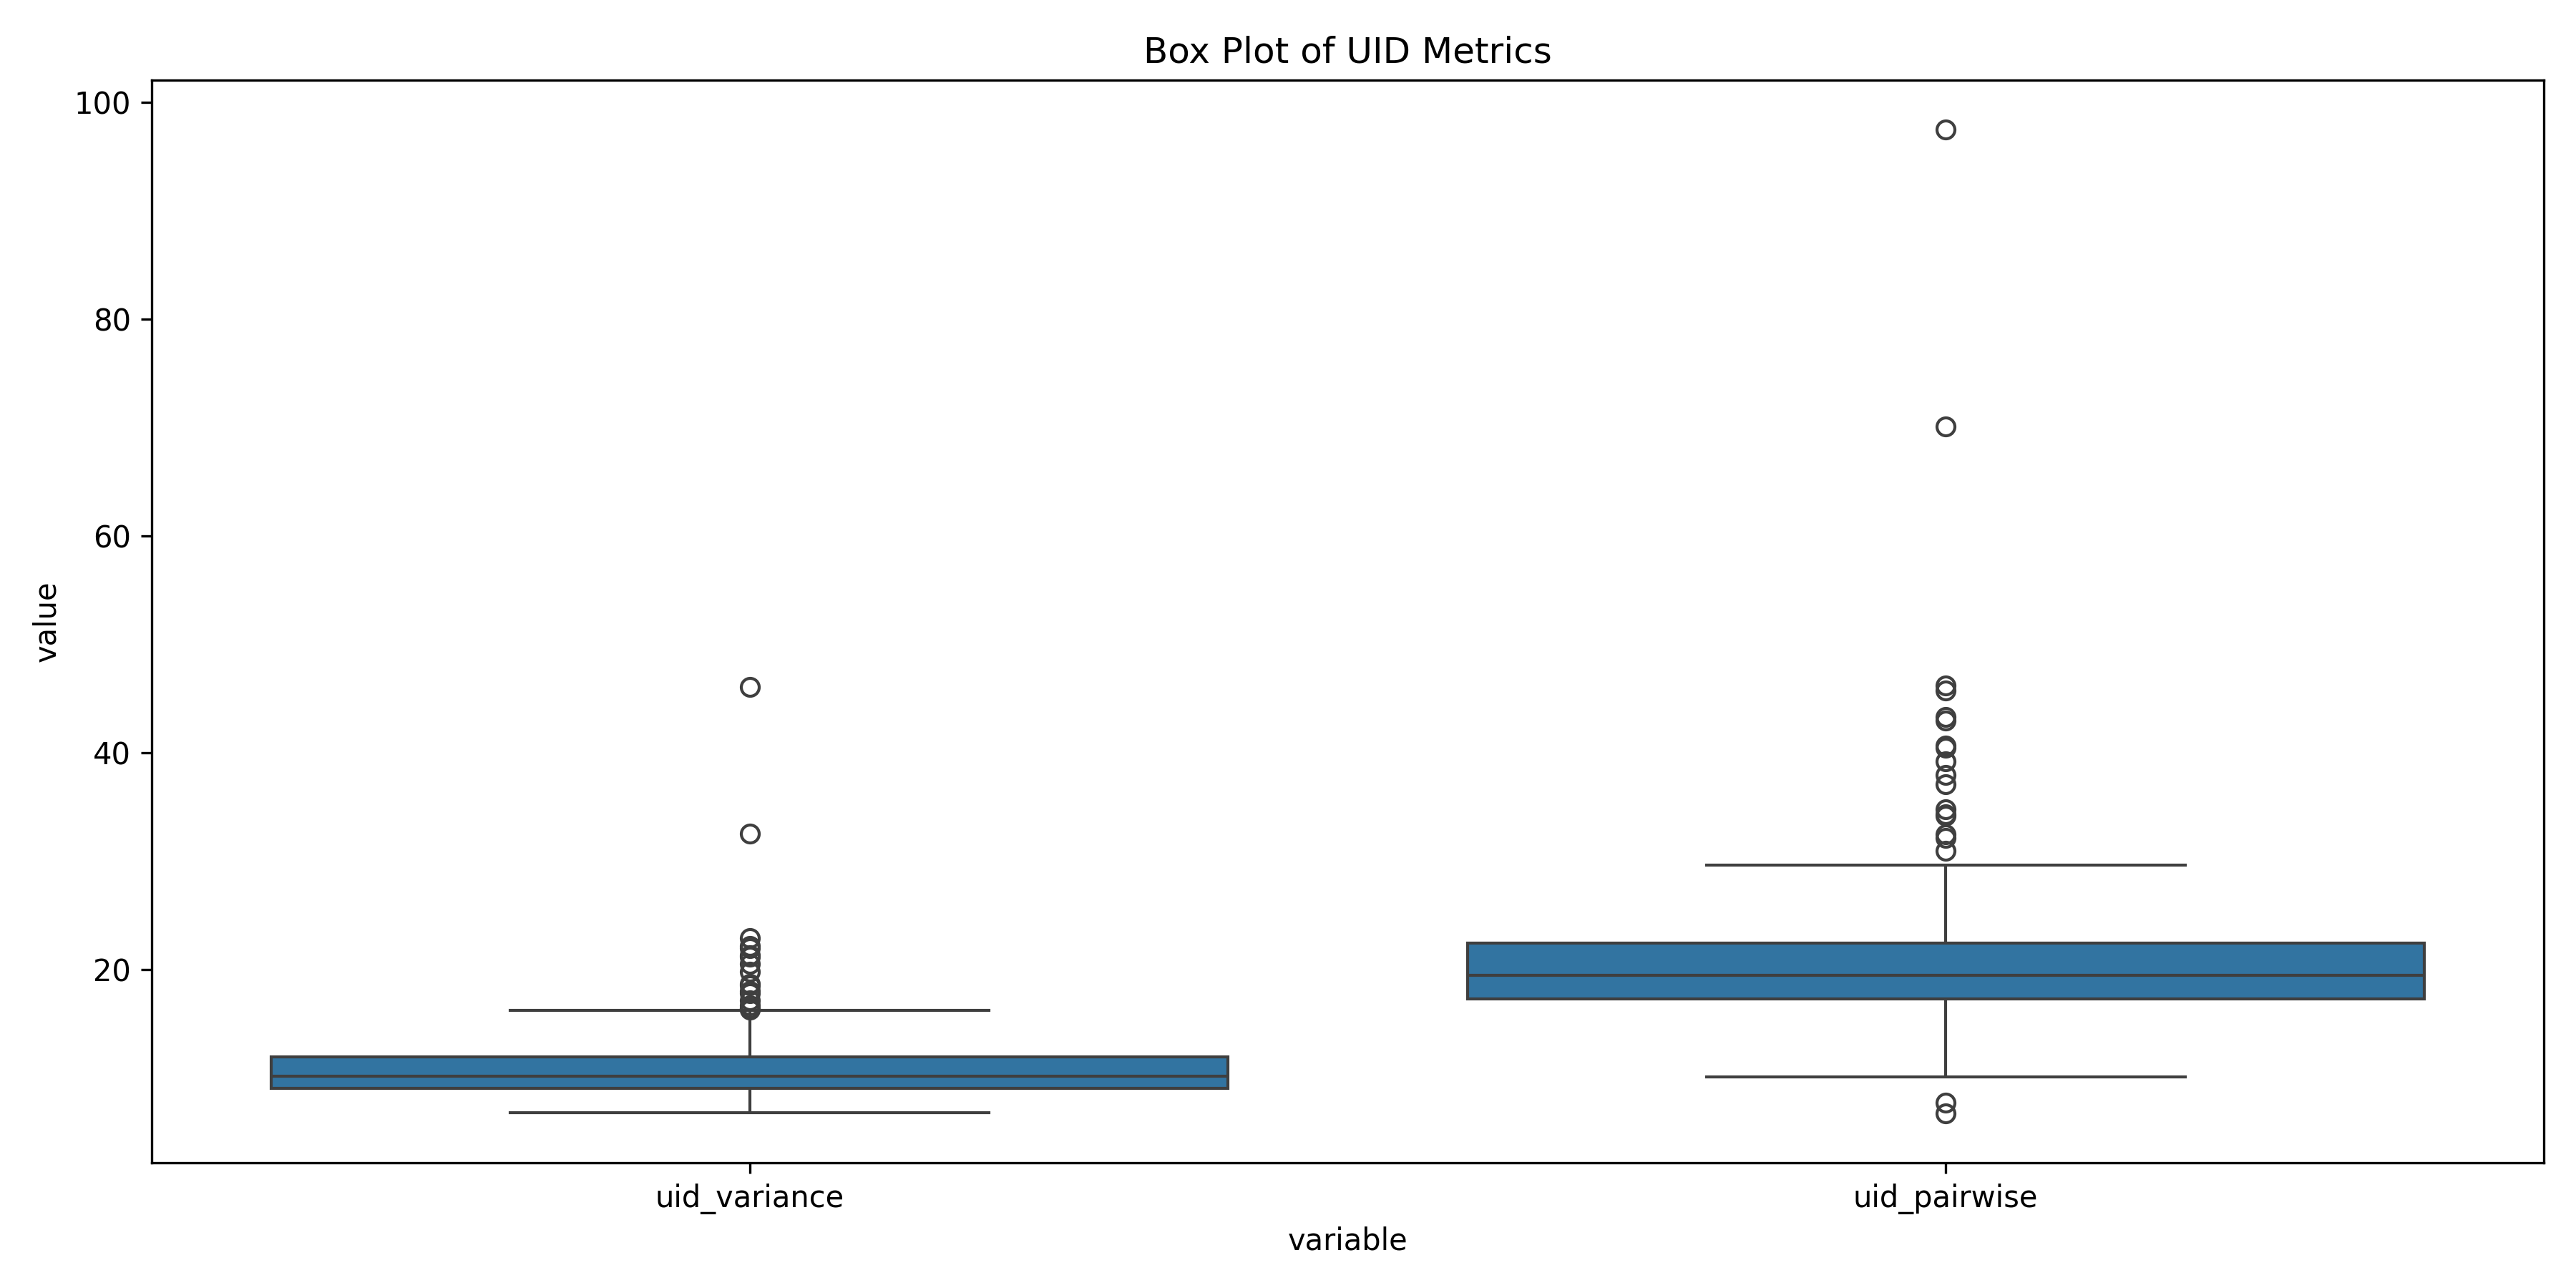 Box Plot of UID Metrics
100
80
60
40
20
value
uid_variance
uid_pairwise
variable